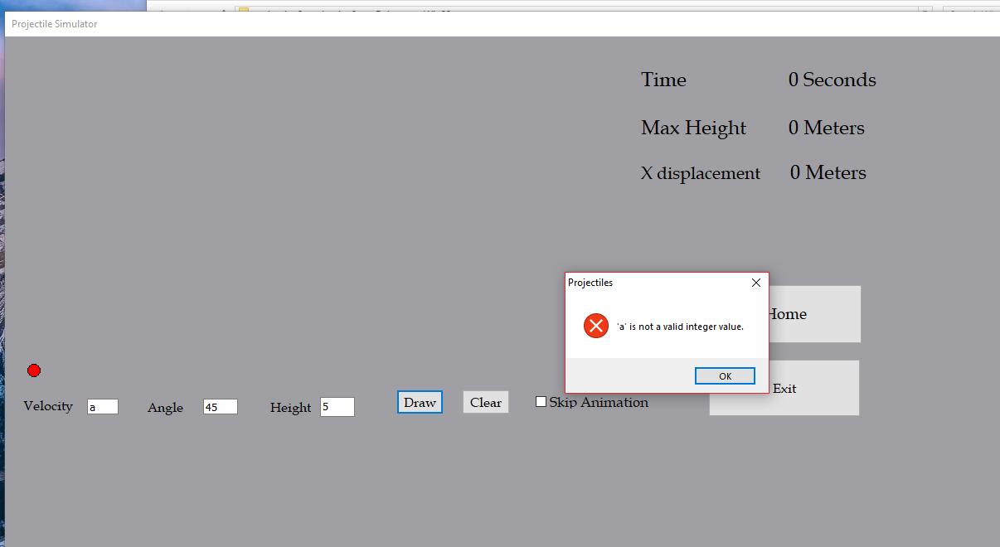 Projectile Simulator
Time 0 Seconds
Max Height 0 Meters
X displacement 0 Meters
Projectiles
'a' is not a valid integer value.
OK
Home
Exit
Velocity a Angle 45 Height 5 Draw Clear Skip Animation